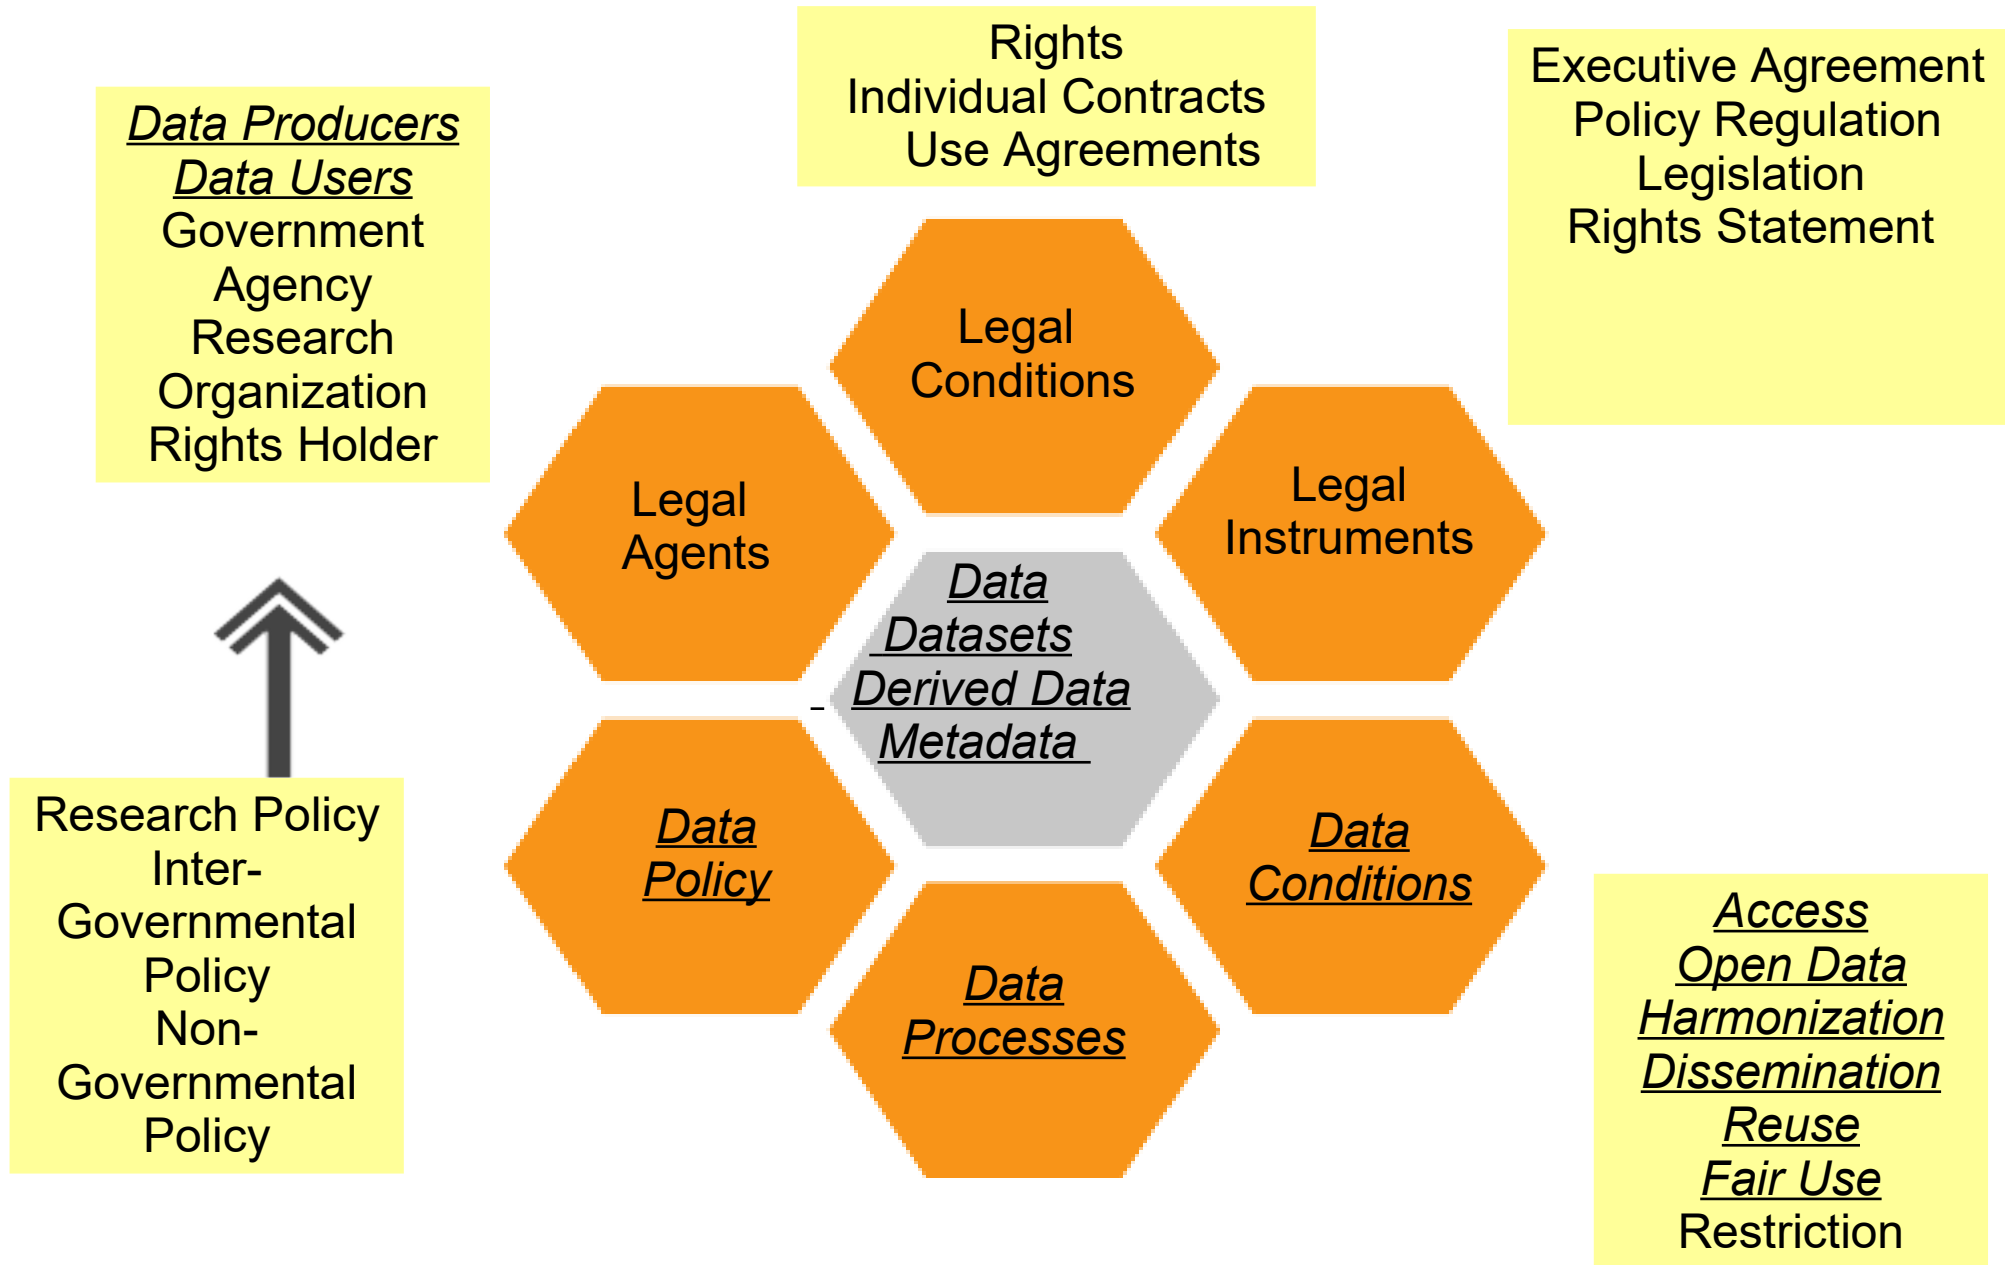 Rights
Individual Contracts
Use Agreements
Executive Agreement
Policy Regulation
Legislation
Rights Statement
Data Producers
Data Users
Government
Agency
Research
Organization
Rights Holder
Legal
Conditions
Legal
Agents
Legal
Instruments
Data
Datasets
Derived Data
Metadata
Data
Policy
Data
Conditions
Data
Processes
Research Policy
Inter-
Governmental
Policy
Non-
Governmental
Policy
Access
Open Data
Harmonization
Dissemination
Reuse
Fair Use
Restriction